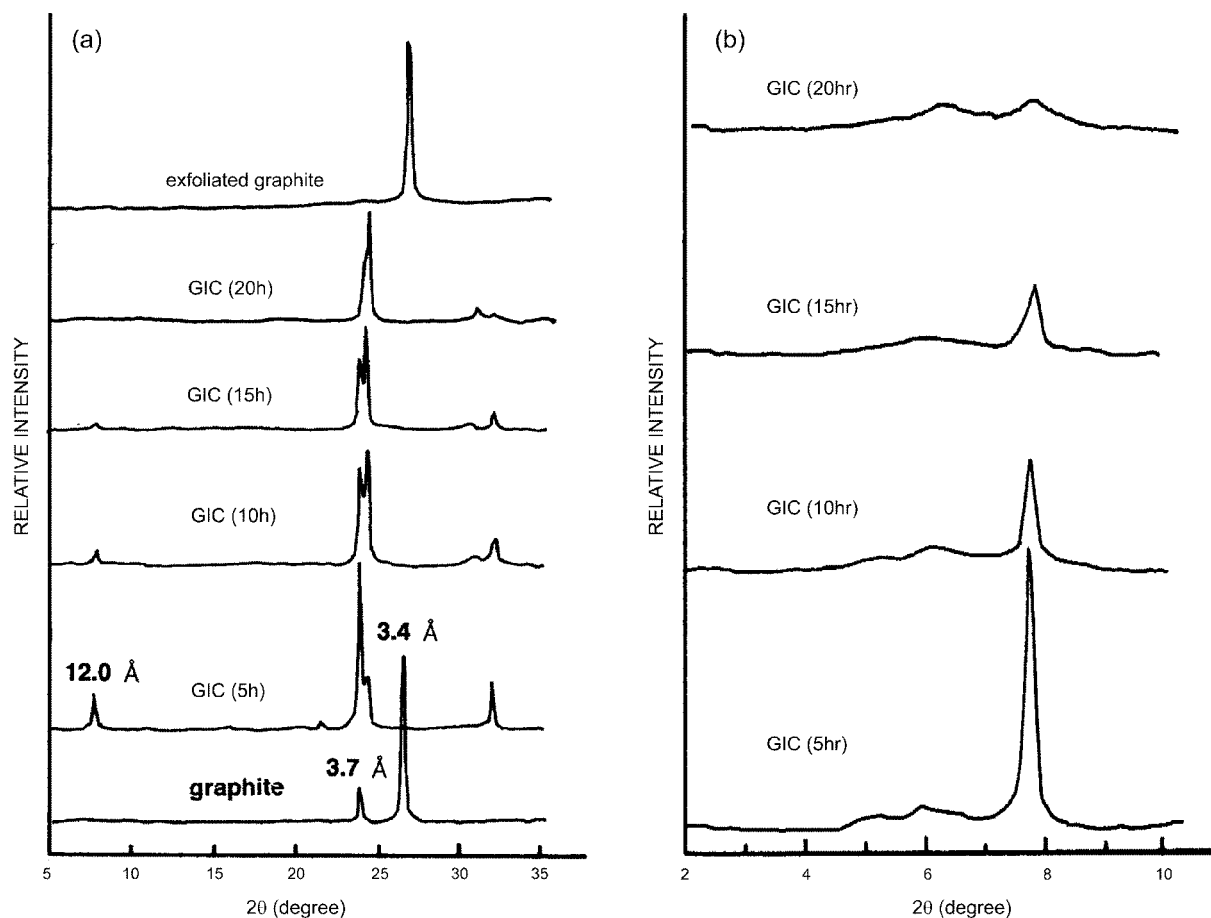 (a)
exfoliated graphite
GIC (20h)
GIC (15h)
GIC (10h)
3.4 Å
12.0 Å
GIC (5h)
3.7 Å
graphite
RELATIVE INTENSITY
5 10 15 20 25 30 35
2θ (degree)
(b)
GIC (20hr)
GIC (15hr)
GIC (10hr)
GIC (5hr)
RELATIVE INTENSITY
2 4 6 8 10
2θ (degree)